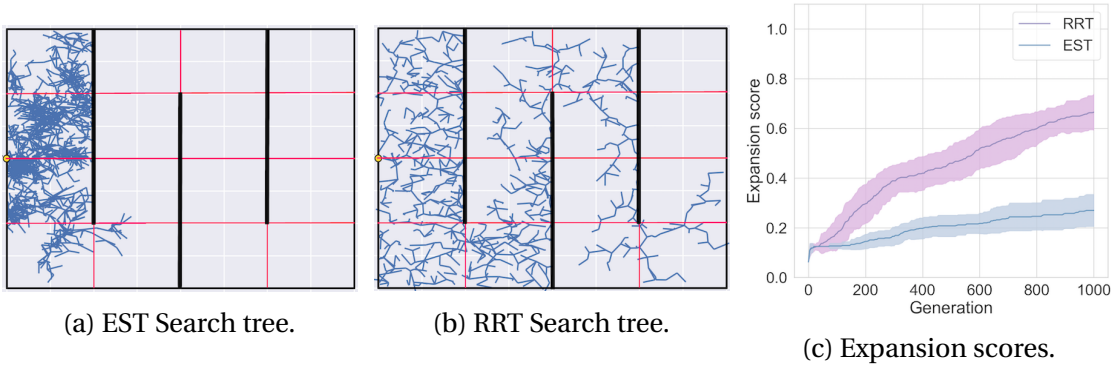 RRT
EST
Expansion score
1.0
0.8
0.6
0.4
0.2
0.0
0 200 400 600 800 1000
Generation
(a) EST Search tree.
(b) RRT Search tree.
(c) Expansion scores.